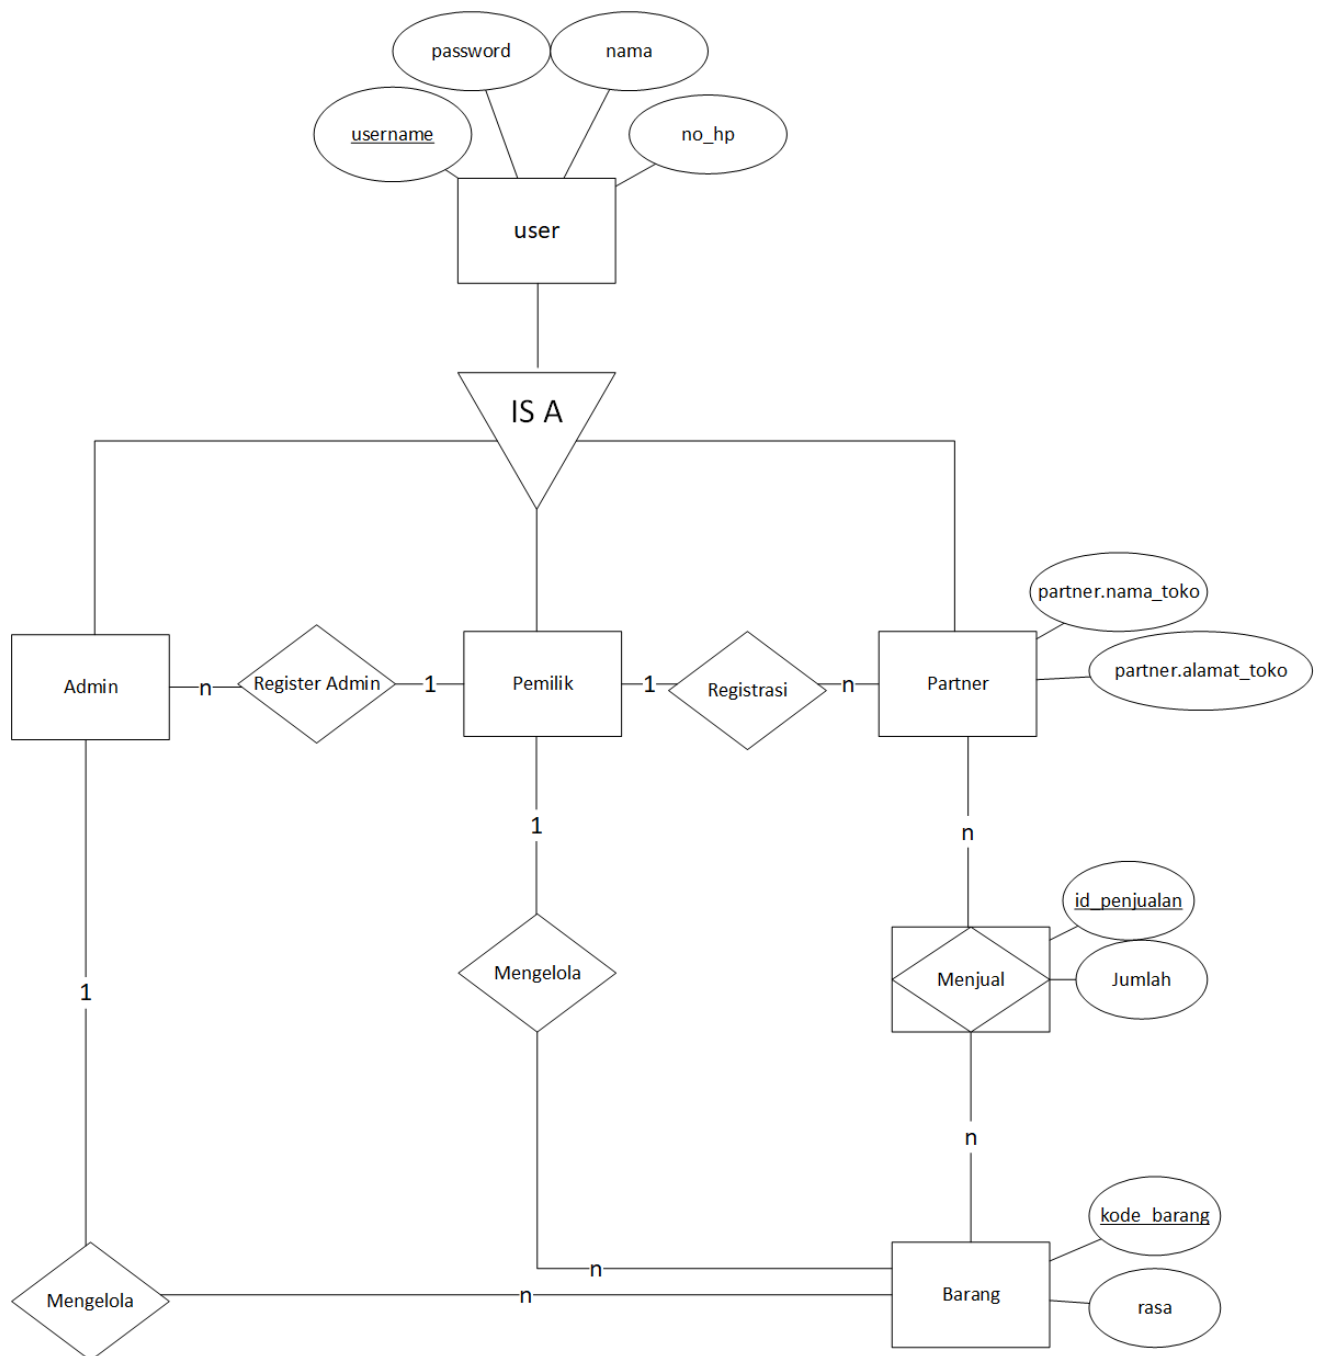 password
nama
username
no_hp
user
IS A
partner.nama_toko
partner.alamat_toko
Admin
n
Register Admin
1
Pemilik
1
Registrasi
n
Partner
1
n
id_penjualan
Mengelola
Menjual
Jumlah
1
n
kode_barang
n
Mengelola
n
Barang
rasa